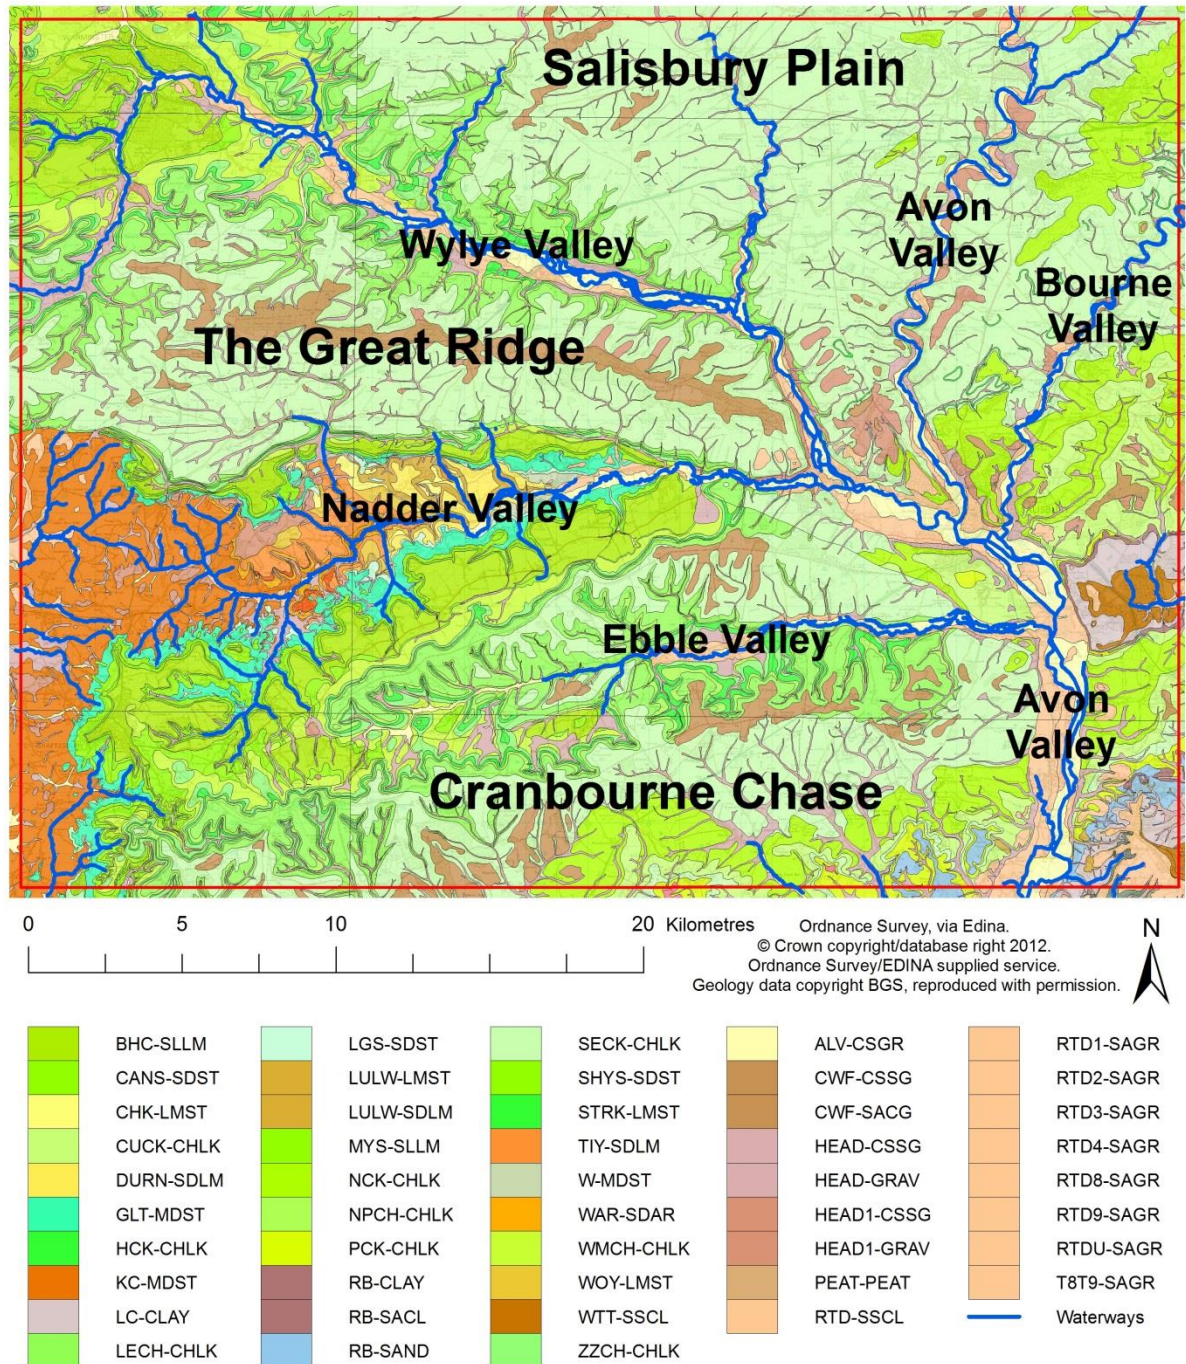 Salisbury Plain
Avon
Valley
Wylye Valley
Bourne
Valley
The Great Ridge
Nadder Valley
Ebble Valley
Avon
Valley
Cranbourne Chase
0 5 10 20 Kilometres
Ordnance Survey, via Edina.
© Crown copyright/database right 2012.
Ordnance Survey/EDINA supplied service.
Geology data copyright BGS, reproduced with permission.
N
BHC-SLLM
CANS-SDST
CHK-LMST
CUCK-CHLK
DURN-SDLM
GLT-MDST
HCK-CHLK
KC-MDST
LC-CLAY
LECH-CHLK
LGS-SDST
LULW-LMST
LULW-SDLM
MYS-SLLM
NCK-CHLK
NPCH-CHLK
PCK-CHLK
RB-CLAY
RB-SACL
RB-SAND
SECK-CHLK
SHYS-SDST
STRK-LMST
TIY-SDLM
W-MDST
WAR-SDAR
WMCH-CHLK
WOY-LMST
WTT-SSCL
ZZCH-CHLK
ALV-CSGR
CWF-CSSG
CWF-SACG
HEAD-CSSG
HEAD-GRAV
HEAD1-CSSG
HEAD1-GRAV
PEAT-PEAT
RTD-SSCL
RTD1-SAGR
RTD2-SAGR
RTD3-SAGR
RTD4-SAGR
RTD8-SAGR
RTD9-SAGR
RTDU-SAGR
T8T9-SAGR
Waterways